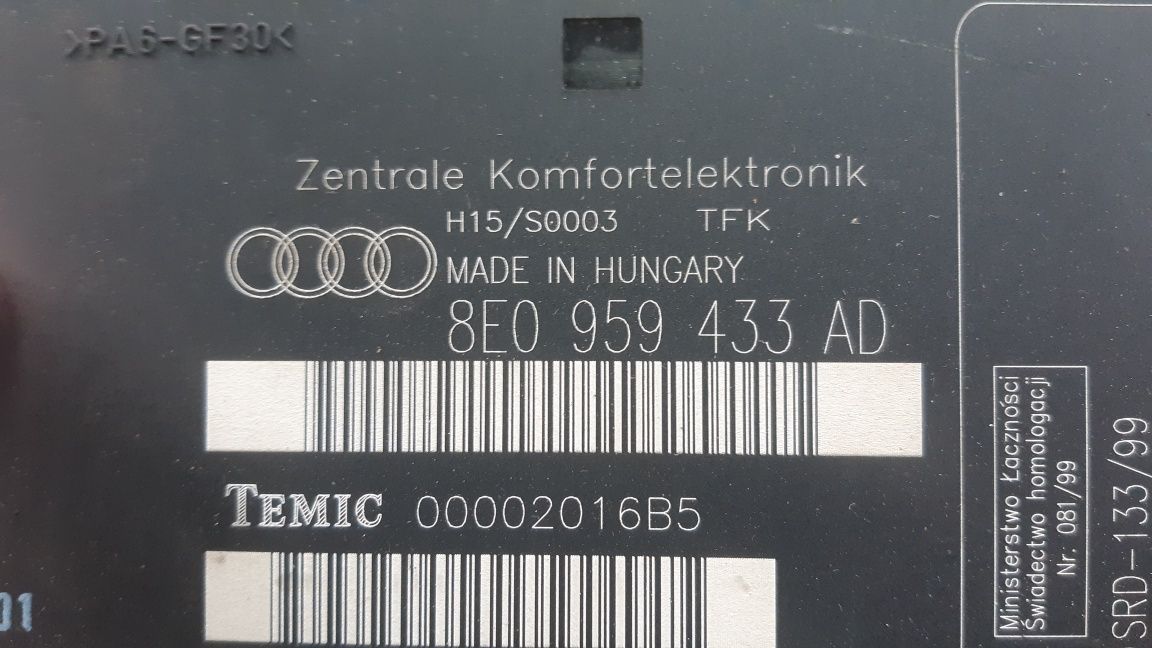 >PA6-GF30<
Zentrale Komfortelektronik
H15/S0003 TFK
MADE IN HUNGARY
8E0 959 433 AD
TEMIC 00002016B5
01
Ministerstwo Łączności
Świadectwo homologacji
Nr. 081/99
SRD-133/99